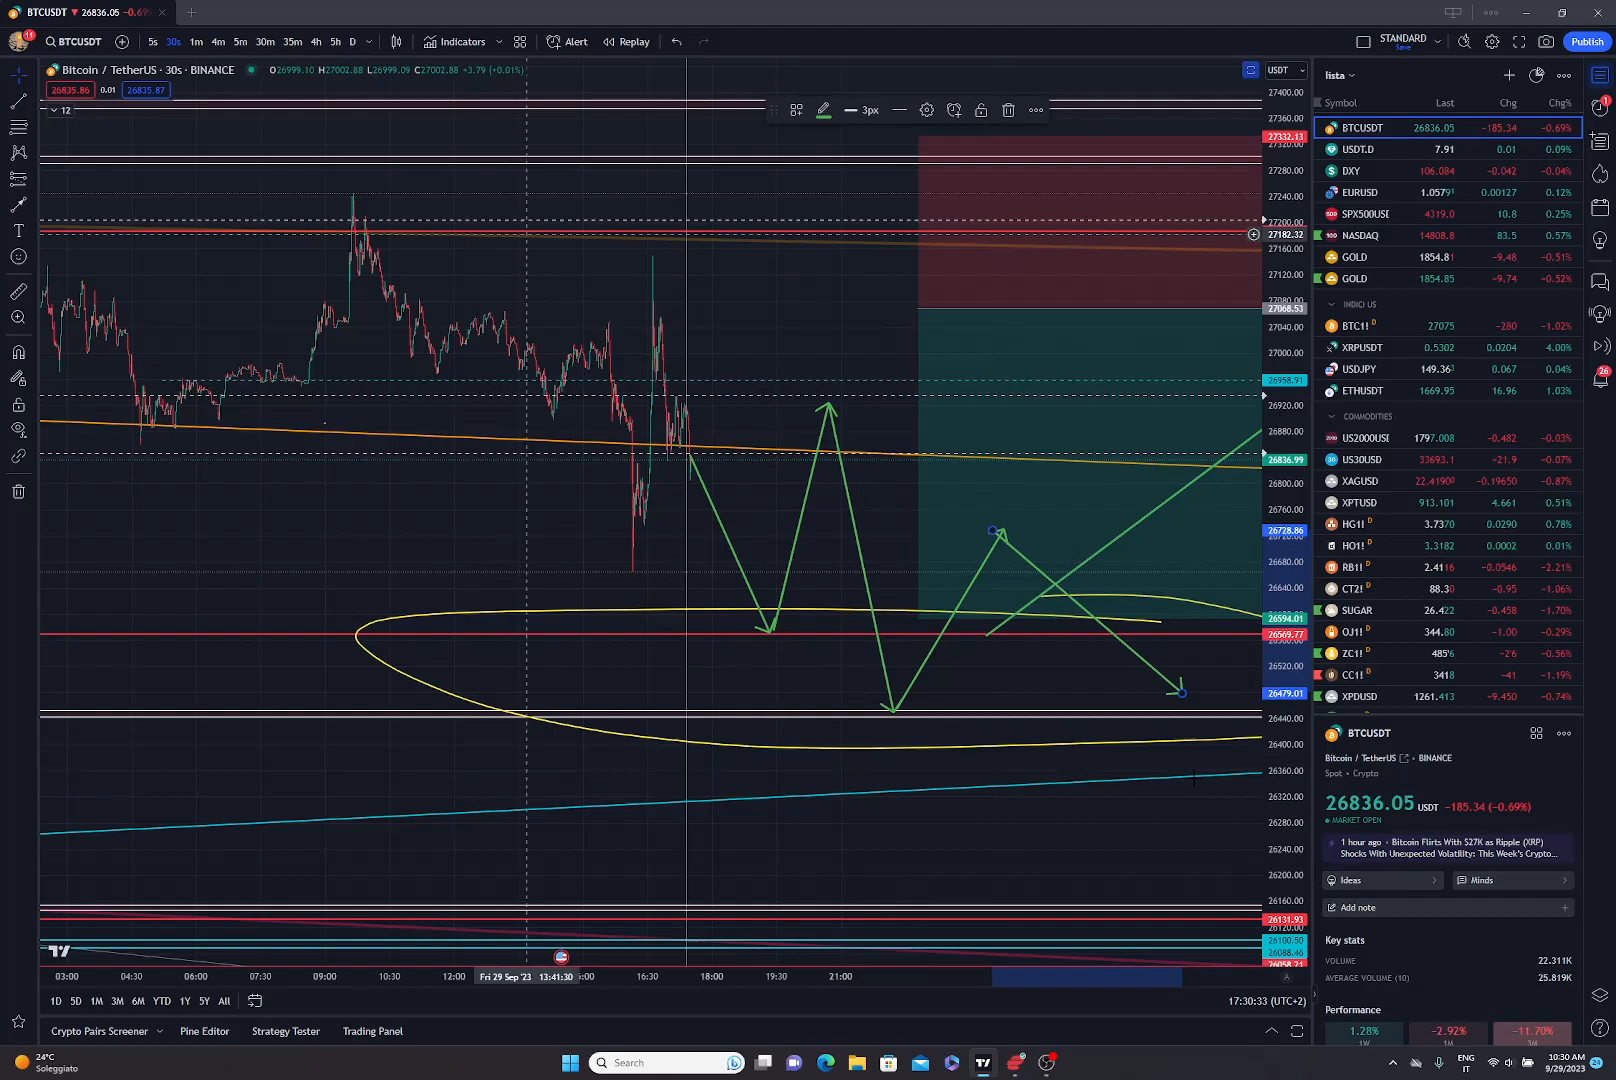 BTCUSDT ▼ 26836.05 −0.69%
11
BTCUSDT
5s 30s 1m 4m 5m 30m 35m 4h 5h D
Indicators
Alert
Replay
STANDARD
Save
Publish
Bitcoin / TetherUS · 30s · BINANCE
O26999.10 H27002.88 L26999.09 C27002.88 +3.79 (+0.01%)
26835.86
0.01
26835.87
12
3px
USDT
27400.00
27360.00
27332.13
27320.00
27280.00
27240.00
27200.00
27182.32
27160.00
27120.00
27080.00
27068.53
27040.00
27000.00
26958.91
26920.00
26880.00
26836.99
26800.00
26760.00
26728.86
26720.00
26680.00
26640.00
26594.01
26569.77
26520.00
26479.01
26440.00
26400.00
26360.00
26320.00
26280.00
26240.00
26200.00
26160.00
26131.93
26120.00
26100.50
26088.46
26058.21
03:00 04:30 06:00 07:30 09:00 10:30 12:00 Fri 29 Sep '23 13:41:30 16:30 18:00 19:30 21:00
1D 5D 1M 3M 6M YTD 1Y 5Y All
17:30:33 (UTC+2)
Crypto Pairs Screener
Pine Editor
Strategy Tester
Trading Panel
lista
Symbol Last Chg Chg%
BTCUSDT 26836.05 −185.34 −0.69%
USDT.D 7.91 0.01 0.09%
DXY 106.084 −0.042 −0.04%
EURUSD 1.05791 0.00127 0.12%
SPX500USD 4319.0 10.8 0.25%
NASDAQ 14808.8 83.5 0.57%
GOLD 1854.81 −9.48 −0.51%
GOLD 1854.85 −9.74 −0.52%
INDICI US
BTC1! D 27075 −280 −1.02%
XRPUSDT 0.5302 0.0204 4.00%
USDJPY 149.363 0.067 0.04%
ETHUSDT 1669.95 16.96 1.03%
COMMODITIES
US2000USD 1797.008 −0.482 −0.03%
US30USD 33693.1 −21.9 −0.07%
XAGUSD 22.41900 −0.19650 −0.87%
XPTUSD 913.101 4.661 0.51%
HG1! D 3.7370 0.0290 0.78%
HO1! D 3.3182 0.0002 0.01%
RB1! D 2.4116 −0.0546 −2.21%
CT2! D 88.30 −0.95 −1.06%
SUGAR 26.422 −0.458 −1.70%
OJ1! D 344.80 −1.00 −0.29%
ZC1! D 485'6 −2'6 −0.56%
CC1! D 3418 −41 −1.19%
XPDUSD 1261.413 −9.450 −0.74%
BTCUSDT
Bitcoin / TetherUS · BINANCE
Spot • Crypto
26836.05 USDT −185.34 (−0.69%)
MARKET OPEN
1 hour ago • Bitcoin Flirts With $27K as Ripple (XRP)
Shocks With Unexpected Volatility: This Week's Crypto...
Ideas
Minds
Add note
Key stats
VOLUME 22.311K
AVERAGE VOLUME (10) 25.819K
Performance
1.28% −2.92% −11.70%
1W 1M 3M
1
26
24°C
Soleggiato
Search
ENG
IT
10:30 AM
9/29/2023
24